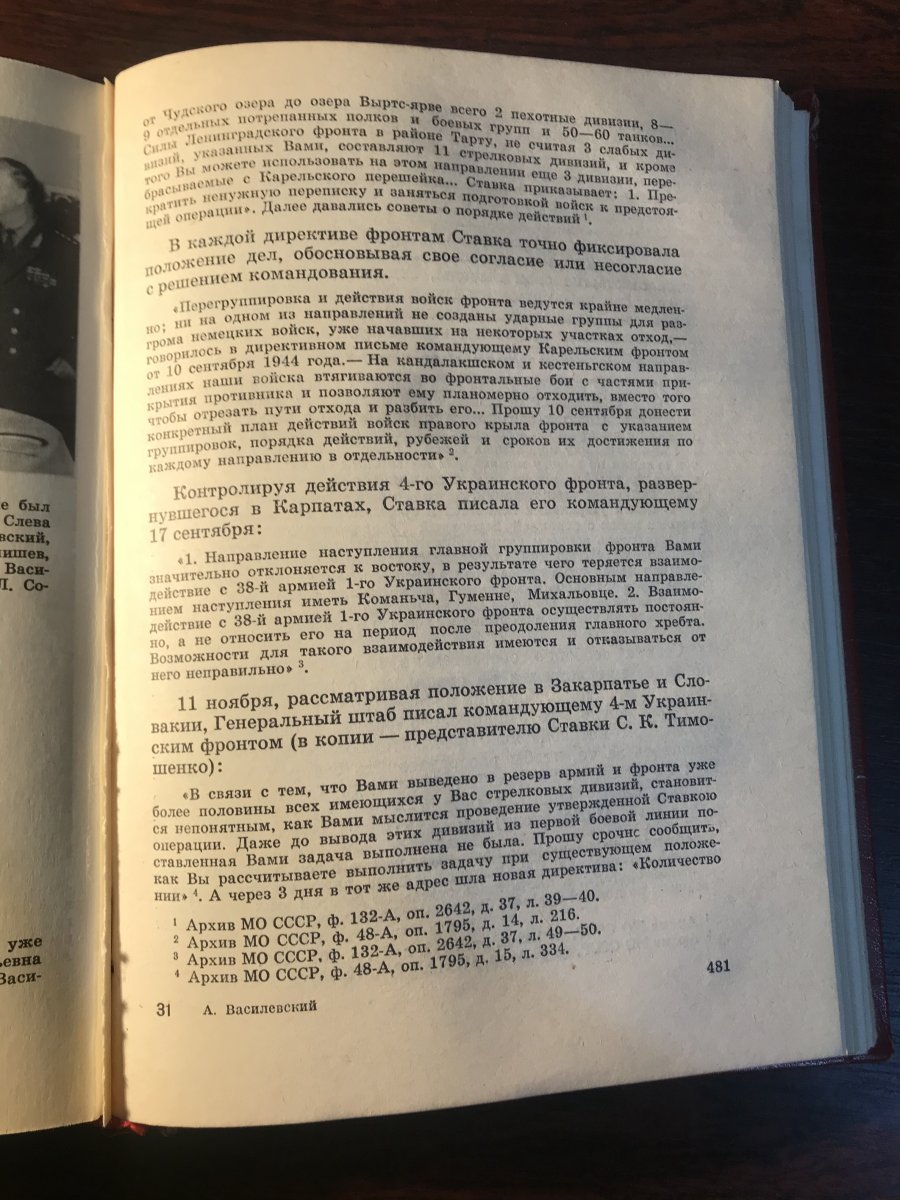 от Чудского озера до озера Выртс-ярве всего 2 пехотные дивизии, 8—
9 отдельных потрепанных полков и боевых групп и 50—60 танков...
Силы Ленинградского фронта в районе Тарту, не считая 3 слабых ди-
визий, указанных Вами, составляют 11 стрелковых дивизий, и кроме
того Вы можете использовать на этом направлении еще 3 дивизии, пере-
брасываемые с Карельского перешейка... Ставка приказывает: 1. Пре-
кратить ненужную переписку и заняться подготовкой войск к предстоя-
щей операции». Далее давались советы о порядке действий ¹.
В каждой директиве фронтам Ставка точно фиксировала
положение дел, обосновывая свое согласие или несогласие
с решением командования.
«Перегруппировка и действия войск фронта ведутся крайне медлен-
но; ни на одном из направлений не созданы ударные группы для раз-
грома немецких войск, уже начавших на некоторых участках отход,—
говорилось в директивном письме командующему Карельским фронтом
от 10 сентября 1944 года.— На кандалакшском и кестеньгском направ-
лениях наши войска втягиваются во фронтальные бои с частями при-
крытия противника и позволяют ему планомерно отходить, вместо того
чтобы отрезать пути отхода и разбить его... Прошу 10 сентября донести
конкретный план действий войск правого крыла фронта с указанием
группировок, порядка действий, рубежей и сроков их достижения по
каждому направлению в отдельности» ².
Контролируя действия 4-го Украинского фронта, развер-
нувшегося в Карпатах, Ставка писала его командующему
17 сентября:
«1. Направление наступления главной группировки фронта Вами
значительно отклоняется к востоку, в результате чего теряется взаимо-
действие с 38-й армией 1-го Украинского фронта. Основным направле-
нием наступления иметь Команьча, Гуменне, Михальовце. 2. Взаимо-
действие с 38-й армией 1-го Украинского фронта осуществлять постоян-
но, а не относить его на период после преодоления главного хребта.
Возможности для такого взаимодействия имеются и отказываться от
него неправильно» ³.
11 ноября, рассматривая положение в Закарпатье и Сло-
вакии, Генеральный штаб писал командующему 4-м Украин-
ским фронтом (в копии — представителю Ставки С. К. Тимо-
шенко):
«В связи с тем, что Вами выведено в резерв армий и фронта уже
более половины всех имеющихся у Вас стрелковых дивизий, становит-
ся непонятным, как Вами мыслится проведение утвержденной Ставкою
операции. Даже до вывода этих дивизий из первой боевой линии по-
ставленная Вами задача выполнена не была. Прошу срочно сообщить,
как Вы рассчитываете выполнить задачу при существующем положе-
нии» ⁴. А через 3 дня в тот же адрес шла новая директива: «Количество
¹ Архив МО СССР, ф. 132-А, оп. 2642, д. 37, л. 39—40.
² Архив МО СССР, ф. 48-А, оп. 1795, д. 14, л. 216.
³ Архив МО СССР, ф. 132-А, оп. 2642, д. 37, л. 49—50.
⁴ Архив МО СССР, ф. 48-А, оп. 1795, д. 15, л. 334.
481
31 А. Василевский
е был
Слева
вский,
нишев,
Васи-
Л. Со-
уже
ьевна
Васи-